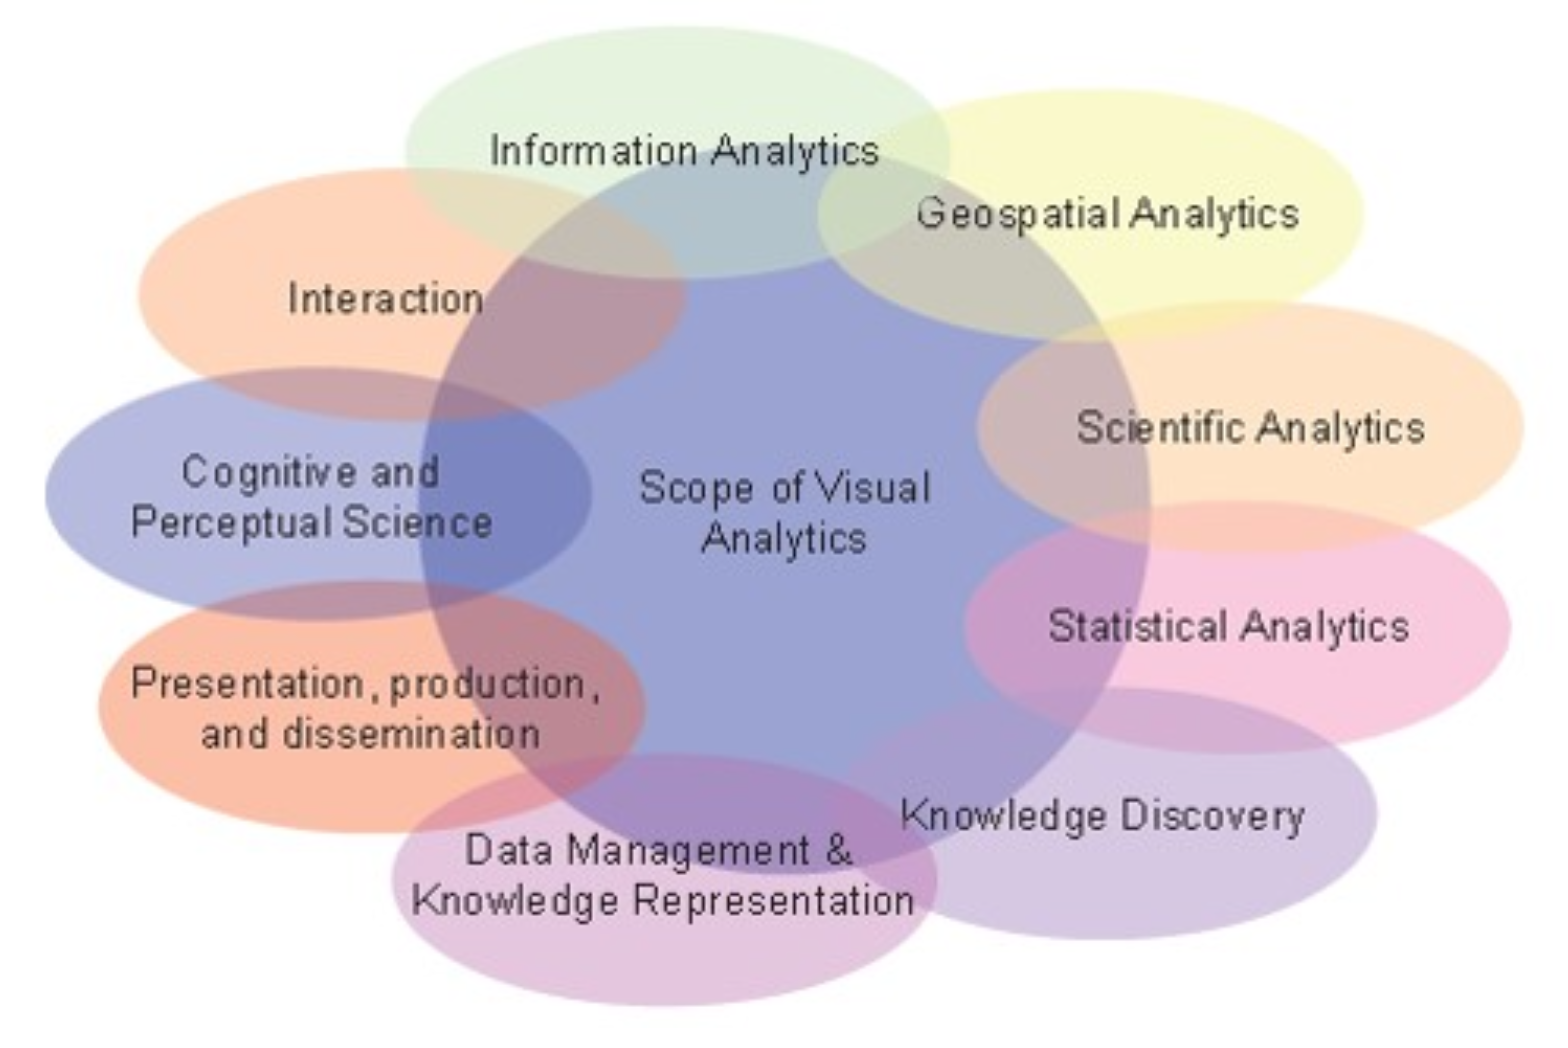 Information Analytics
Geospatial Analytics
Interaction
Scientific Analytics
Cognitive and
Perceptual Science
Scope of Visual
Analytics
Statistical Analytics
Presentation, production,
and dissemination
Knowledge Discovery
Data Management &
Knowledge Representation